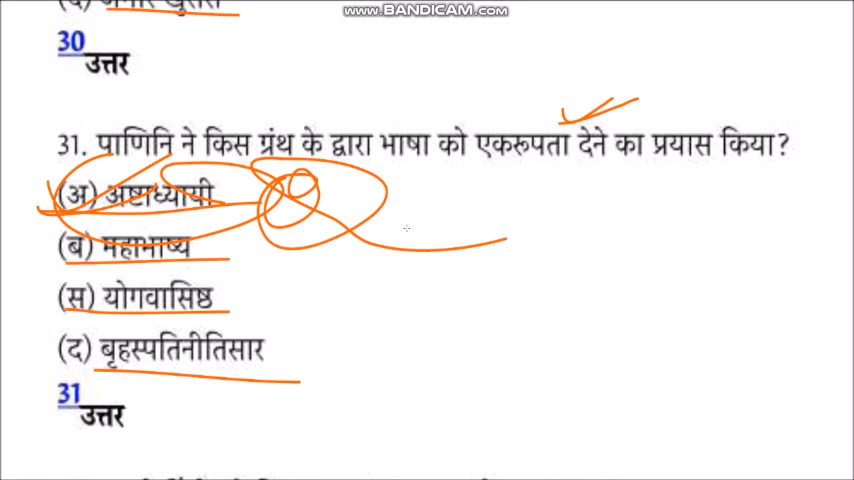 www.BANDICAM.com
30
उत्तर
31. पाणिनि ने किस ग्रंथ के द्वारा भाषा को एकरूपता देने का प्रयास किया?
(अ) अष्टाध्यायी
(ब) महाभाष्य
(स) योगवासिष्ठ
(द) बृहस्पतिनीतिसार
31
उत्तर